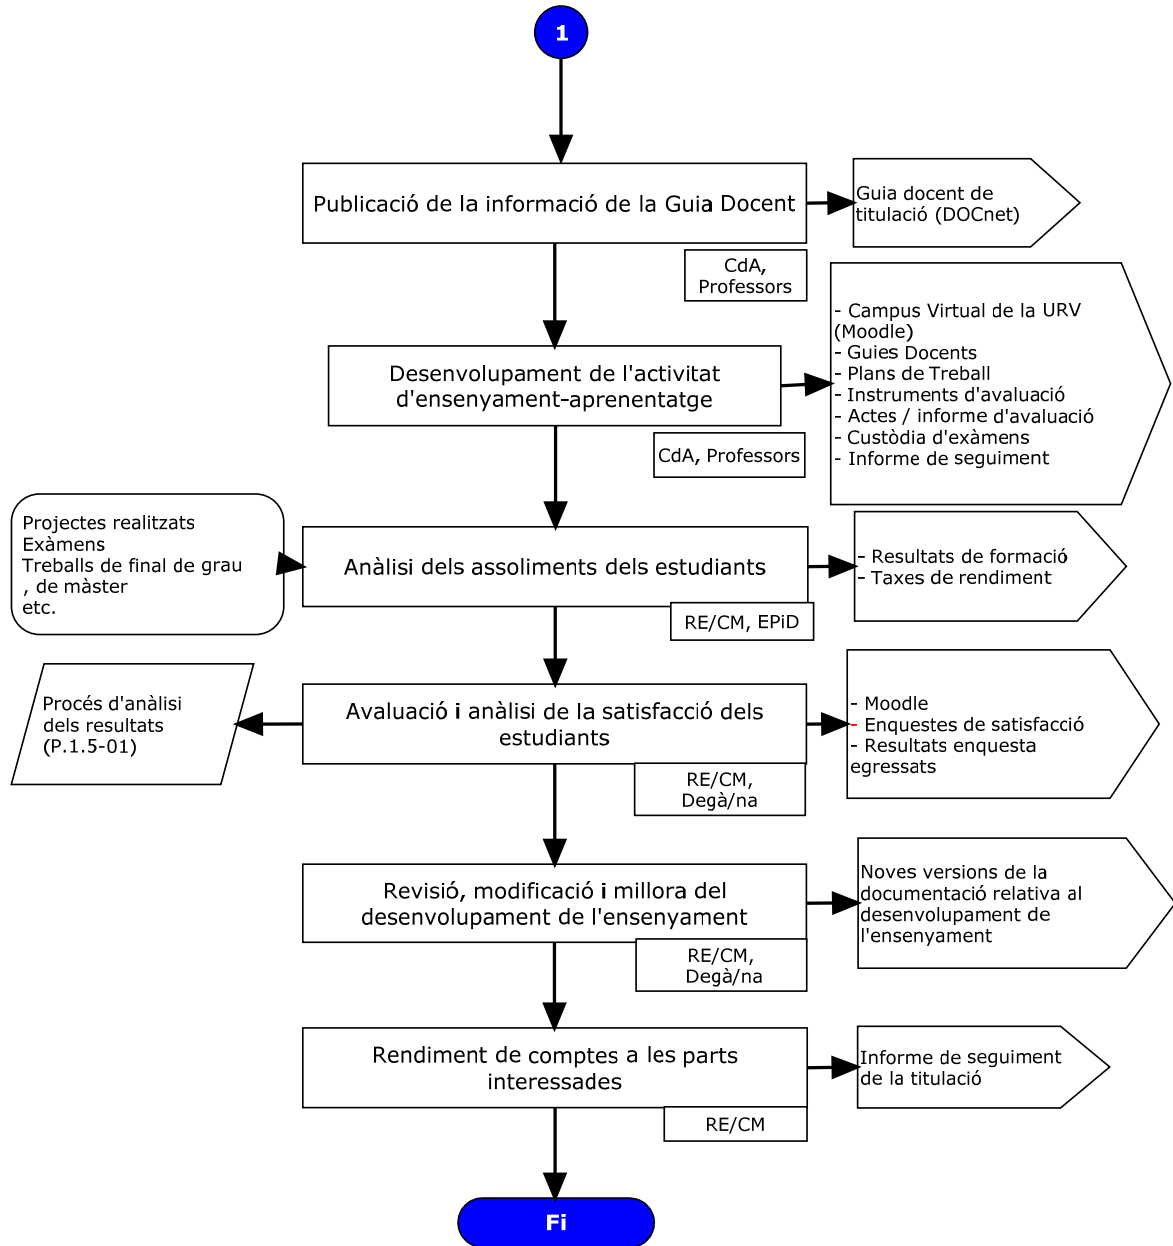 1
Publicació de la informació de la Guia Docent
Guia docent de
titulació (DOCnet)
CdA,
Professors
Desenvolupament de l'activitat
d'ensenyament-aprenentatge
- Campus Virtual de la URV
(Moodle)
- Guies Docents
- Plans de Treball
- Instruments d'avaluació
- Actes / informe d'avaluació
- Custòdia d'exàmens
- Informe de seguiment
CdA, Professors
Projectes realitzats
Exàmens
Treballs de final de grau
, de màster
etc.
Anàlisi dels assoliments dels estudiants
- Resultats de formació
- Taxes de rendiment
RE/CM, EPiD
Procés d'anàlisi
dels resultats
(P.1.5-01)
Avaluació i anàlisi de la satisfacció dels
estudiants
- Moodle
- Enquestes de satisfacció
- Resultats enquesta
egressats
RE/CM,
Degà/na
Revisió, modificació i millora del
desenvolupament de l'ensenyament
Noves versions de la
documentació relativa al
desenvolupament de
l'ensenyament
RE/CM,
Degà/na
Rendiment de comptes a les parts
interessades
Informe de seguiment
de la titulació
RE/CM
Fi